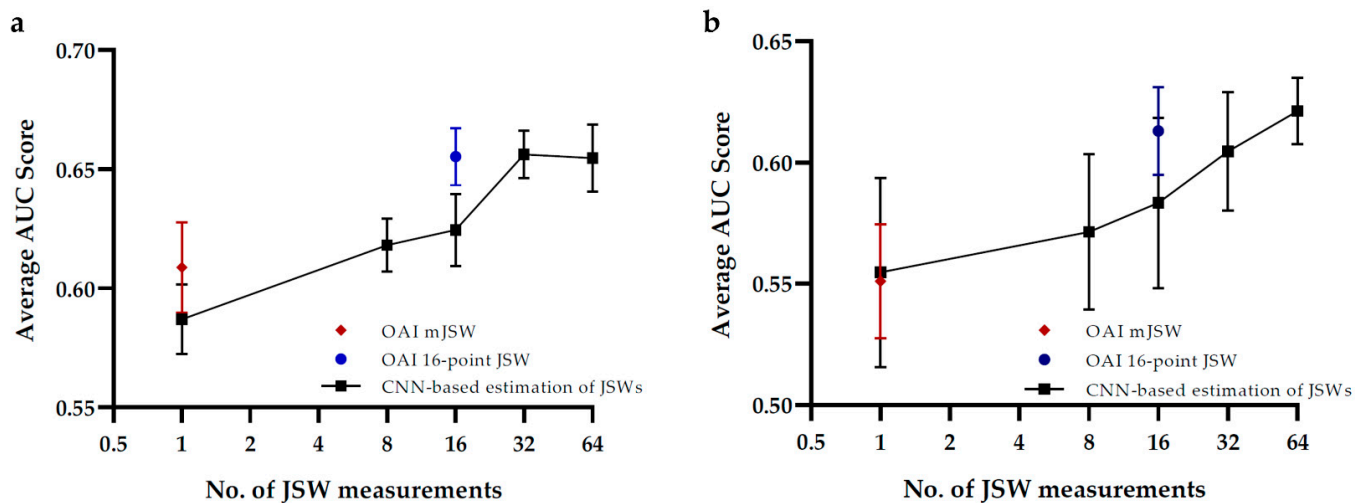 a
Average AUC Score
0.70
0.65
0.60
0.55
0.5 1 2 4 8 16 32 64
No. of JSW measurements
OAI mJSW
OAI 16-point JSW
CNN-based estimation of JSWs
b
Average AUC Score
0.65
0.60
0.55
0.50
0.5 1 2 4 8 16 32 64
No. of JSW measurements
OAI mJSW
OAI 16-point JSW
CNN-based estimation of JSWs